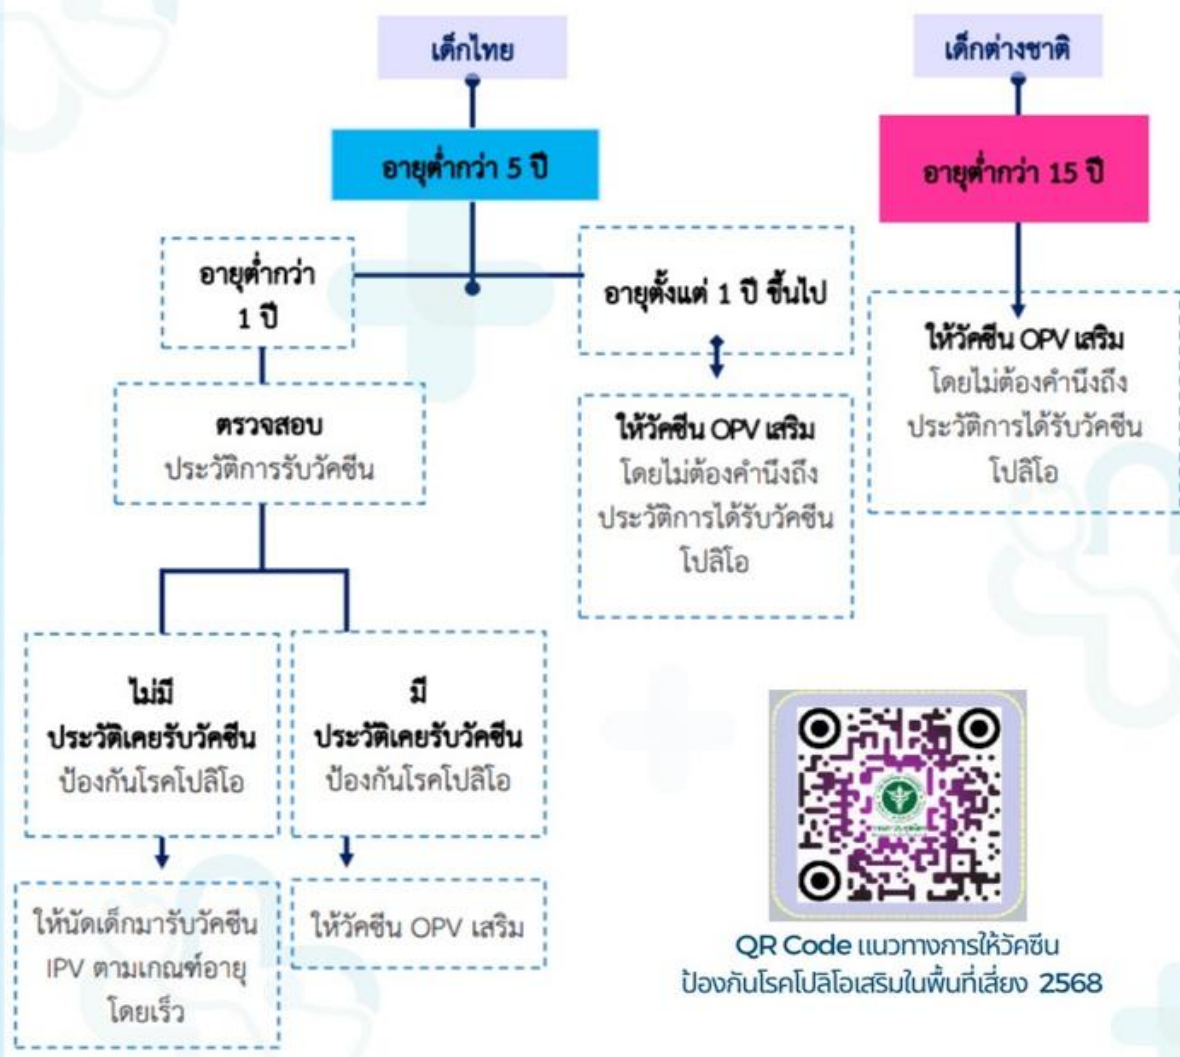 เด็กไทย
อายุต่ำกว่า 5 ปี
อายุต่ำกว่า
1 ปี
ตรวจสอบ
ประวัติการรับวัคซีน
ไม่มี
ประวัติเคยรับวัคซีน
ป้องกันโรคโปลิโอ
ให้นัดเด็กมารับวัคซีน
IPV ตามเกณฑ์อายุ
โดยเร็ว
มี
ประวัติเคยรับวัคซีน
ป้องกันโรคโปลิโอ
ให้วัคซีน OPV เสริม
อายุตั้งแต่ 1 ปี ขึ้นไป
ให้วัคซีน OPV เสริม
โดยไม่ต้องคำนึงถึง
ประวัติการได้รับวัคซีน
โปลิโอ
เด็กต่างชาติ
อายุต่ำกว่า 15 ปี
ให้วัคซีน OPV เสริม
โดยไม่ต้องคำนึงถึง
ประวัติการได้รับวัคซีน
โปลิโอ
QR Code แนวทางการให้วัคซีน
ป้องกันโรคโปลิโอเสริมในพื้นที่เสี่ยง 2568